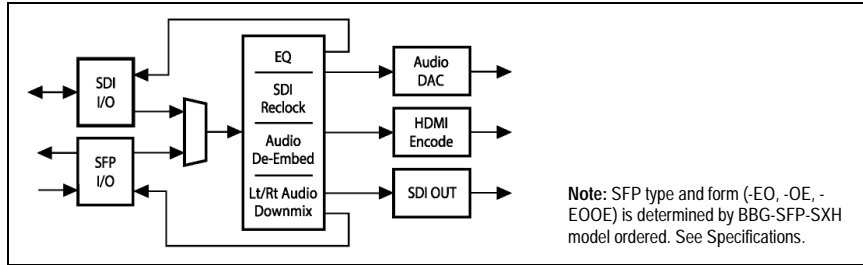 SDI
I/O
SFP
I/O
EQ
SDI
Reclock
Audio
De-Embed
Lt/Rt Audio
Downmix
Audio
DAC
HDMI
Encode
SDI OUT
Note: SFP type and form (-EO, -OE, -
EOOE) is determined by BBG-SFP-SXH
model ordered. See Specifications.